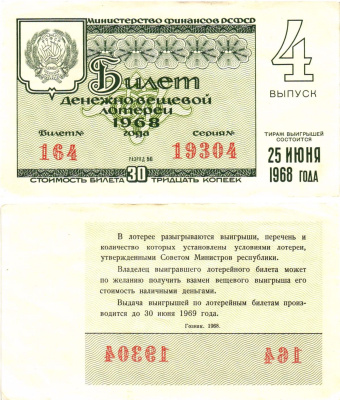 Министерство финансов РСФСР
Билет
денежно-вещевой
лотереи
1968
года
Билет №
Серия №
164
19304
РАЗРЯД 56
СТОИМОСТЬ БИЛЕТА 30 ТРИДЦАТЬ КОПЕЕК
4
ВЫПУСК
ТИРАЖ ВЫИГРЫШЕЙ
СОСТОИТСЯ
25 ИЮНЯ
1968 ГОДА
В лотерее разыгрываются выигрыши, перечень и
количество которых установлены условиями лотереи,
утвержденными Советом Министров республики.
Владелец выигравшего лотерейного билета может
по желанию получить взамен вещевого выигрыша его
стоимость наличными деньгами.
Выдача выигрышей по лотерейным билетам произ-
водится до 30 июня 1969 года.
Гознак. 1968.
19304
164